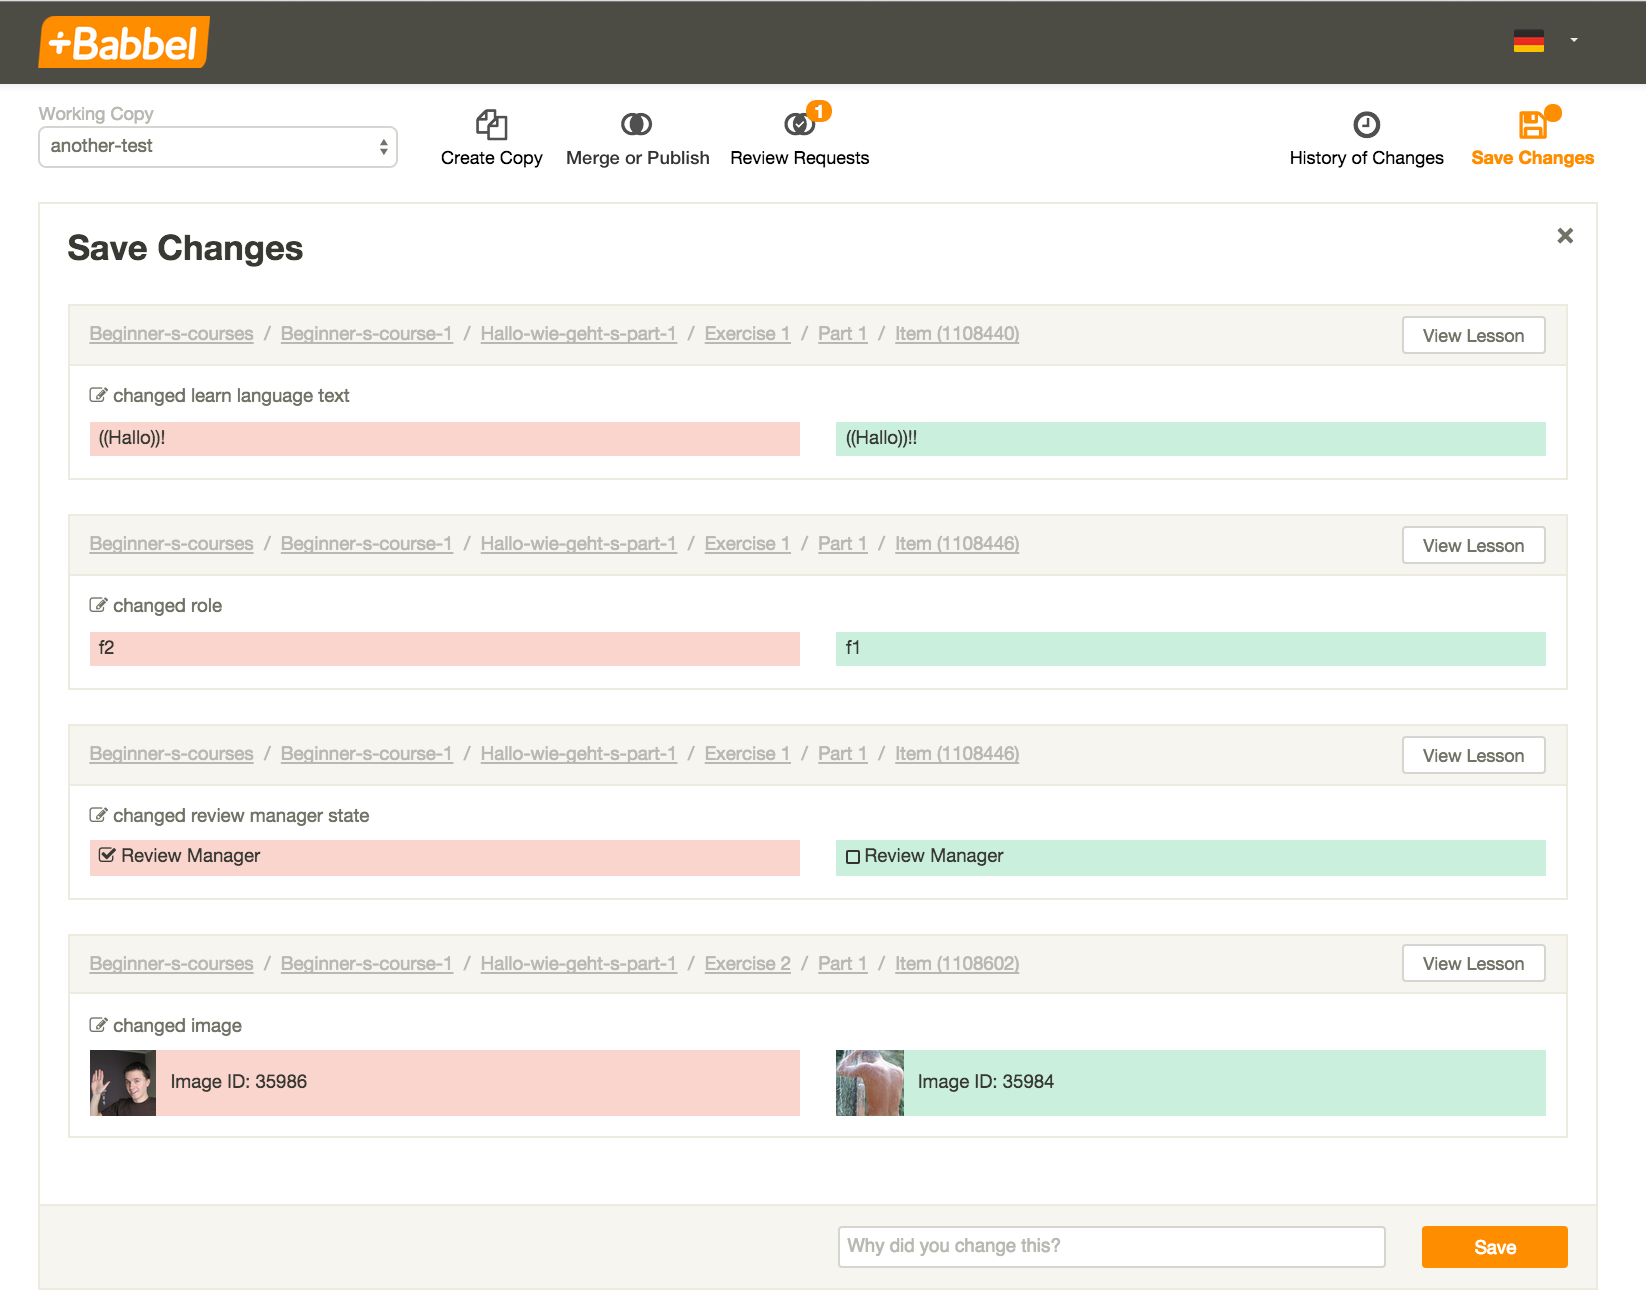 +Babbel
Working Copy
another-test
Create Copy
Merge or Publish
1
Review Requests
History of Changes
Save Changes
Save Changes
Beginner-s-courses / Beginner-s-course-1 / Hallo-wie-geht-s-part-1 / Exercise 1 / Part 1 / Item (1108440)
View Lesson
changed learn language text
((Hallo))!
((Hallo))!!
Beginner-s-courses / Beginner-s-course-1 / Hallo-wie-geht-s-part-1 / Exercise 1 / Part 1 / Item (1108446)
View Lesson
changed role
f2
f1
Beginner-s-courses / Beginner-s-course-1 / Hallo-wie-geht-s-part-1 / Exercise 1 / Part 1 / Item (1108446)
View Lesson
changed review manager state
Review Manager
Review Manager
Beginner-s-courses / Beginner-s-course-1 / Hallo-wie-geht-s-part-1 / Exercise 2 / Part 1 / Item (1108602)
View Lesson
changed image
Image ID: 35986
Image ID: 35984
Why did you change this?
Save